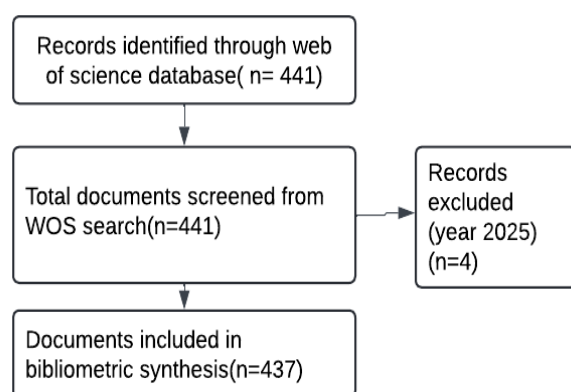 Records identified through web
of science database( n= 441)
Total documents screened from
WOS search(n=441)
Records
excluded
(year 2025)
(n=4)
Documents included in
bibliometric synthesis(n=437)